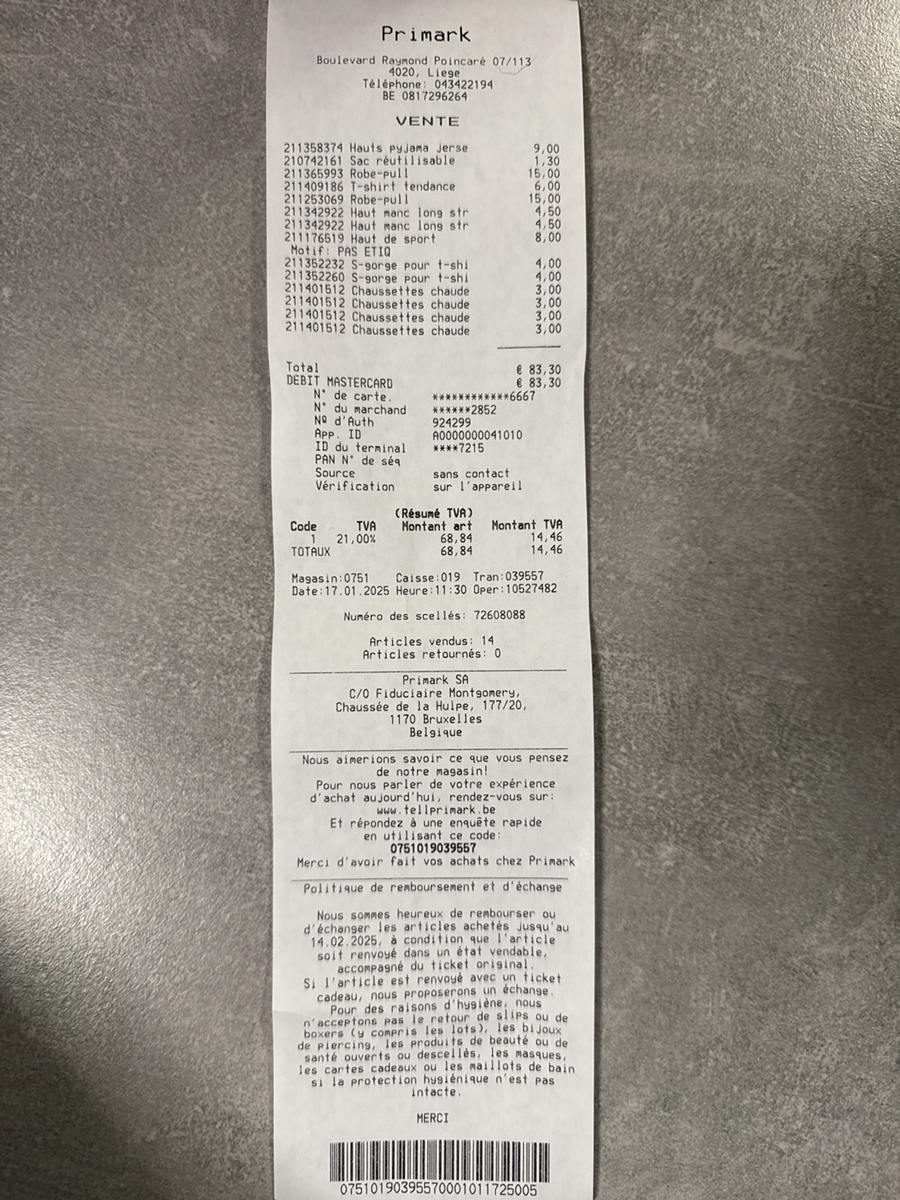 Primark
Boulevard Raymond Poincaré 07/113
4020, Liege
Téléphone: 043422194
BE 0817296264
VENTE
211358374 Hauts pyjama jerse 9,00
210742161 Sac réutilisable 1,30
211365993 Robe-pull 15,00
211409186 T-shirt tendance 6,00
211253069 Robe-pull 15,00
211342922 Haut manc long str 4,50
211342922 Haut manc long str 4,50
211176519 Haut de sport 8,00
Motif: PAS ETIQ
211352232 S-gorge pour t-shi 4,00
211352260 S-gorge pour t-shi 4,00
211401512 Chaussettes chaude 3,00
211401512 Chaussettes chaude 3,00
211401512 Chaussettes chaude 3,00
211401512 Chaussettes chaude 3,00
Total € 83,30
DEBIT MASTERCARD € 83,30
N° de carte. ************6667
N° du marchand ******2852
Nº d'Auth 924299
App. ID A0000000041010
ID du terminal ****7215
PAN N° de séq
Source sans contact
Vérification sur l'appareil
(Résumé TVA)
Code TVA Montant art Montant TVA
1 21,00% 68,84 14,46
TOTAUX 68,84 14,46
Magasin:0751 Caisse:019 Tran:039557
Date:17.01.2025 Heure:11:30 Oper:10527482
Numéro des scellés: 72608088
Articles vendus: 14
Articles retournés: 0
Primark SA
C/O Fiduciaire Montgomery,
Chaussée de la Hulpe, 177/20,
1170 Bruxelles
Belgique
Nous aimerions savoir ce que vous pensez
de notre magasin!
Pour nous parler de votre expérience
d'achat aujourd'hui, rendez-vous sur:
www.tellprimark.be
Et répondez à une enquête rapide
en utilisant ce code:
0751019039557
Merci d'avoir fait vos achats chez Primark
Politique de remboursement et d'échange
Nous sommes heureux de rembourser ou
d'échanger les articles achetés jusqu'au
14.02.2025, à condition que l'article
soit renvoyé dans un état vendable,
accompagné du ticket original.
Si l'article est renvoyé avec un ticket
cadeau, nous proposerons un échange.
Pour des raisons d'hygiène, nous
n'acceptons pas le retour de slips ou de
boxers (y compris les lots), les bijoux
de piercing, les produits de beauté ou de
santé ouverts ou descellés, les masques,
les cartes cadeaux ou les maillots de bain
si la protection hygiénique n'est pas
intacte.
MERCI
07510190395570001011725005